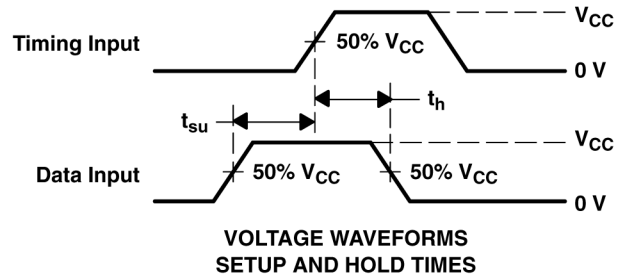 VCC
Timing Input
50% VCC
0 V
th
tsu
VCC
Data Input
50% VCC
50% VCC
0 V
VOLTAGE WAVEFORMS
SETUP AND HOLD TIMES